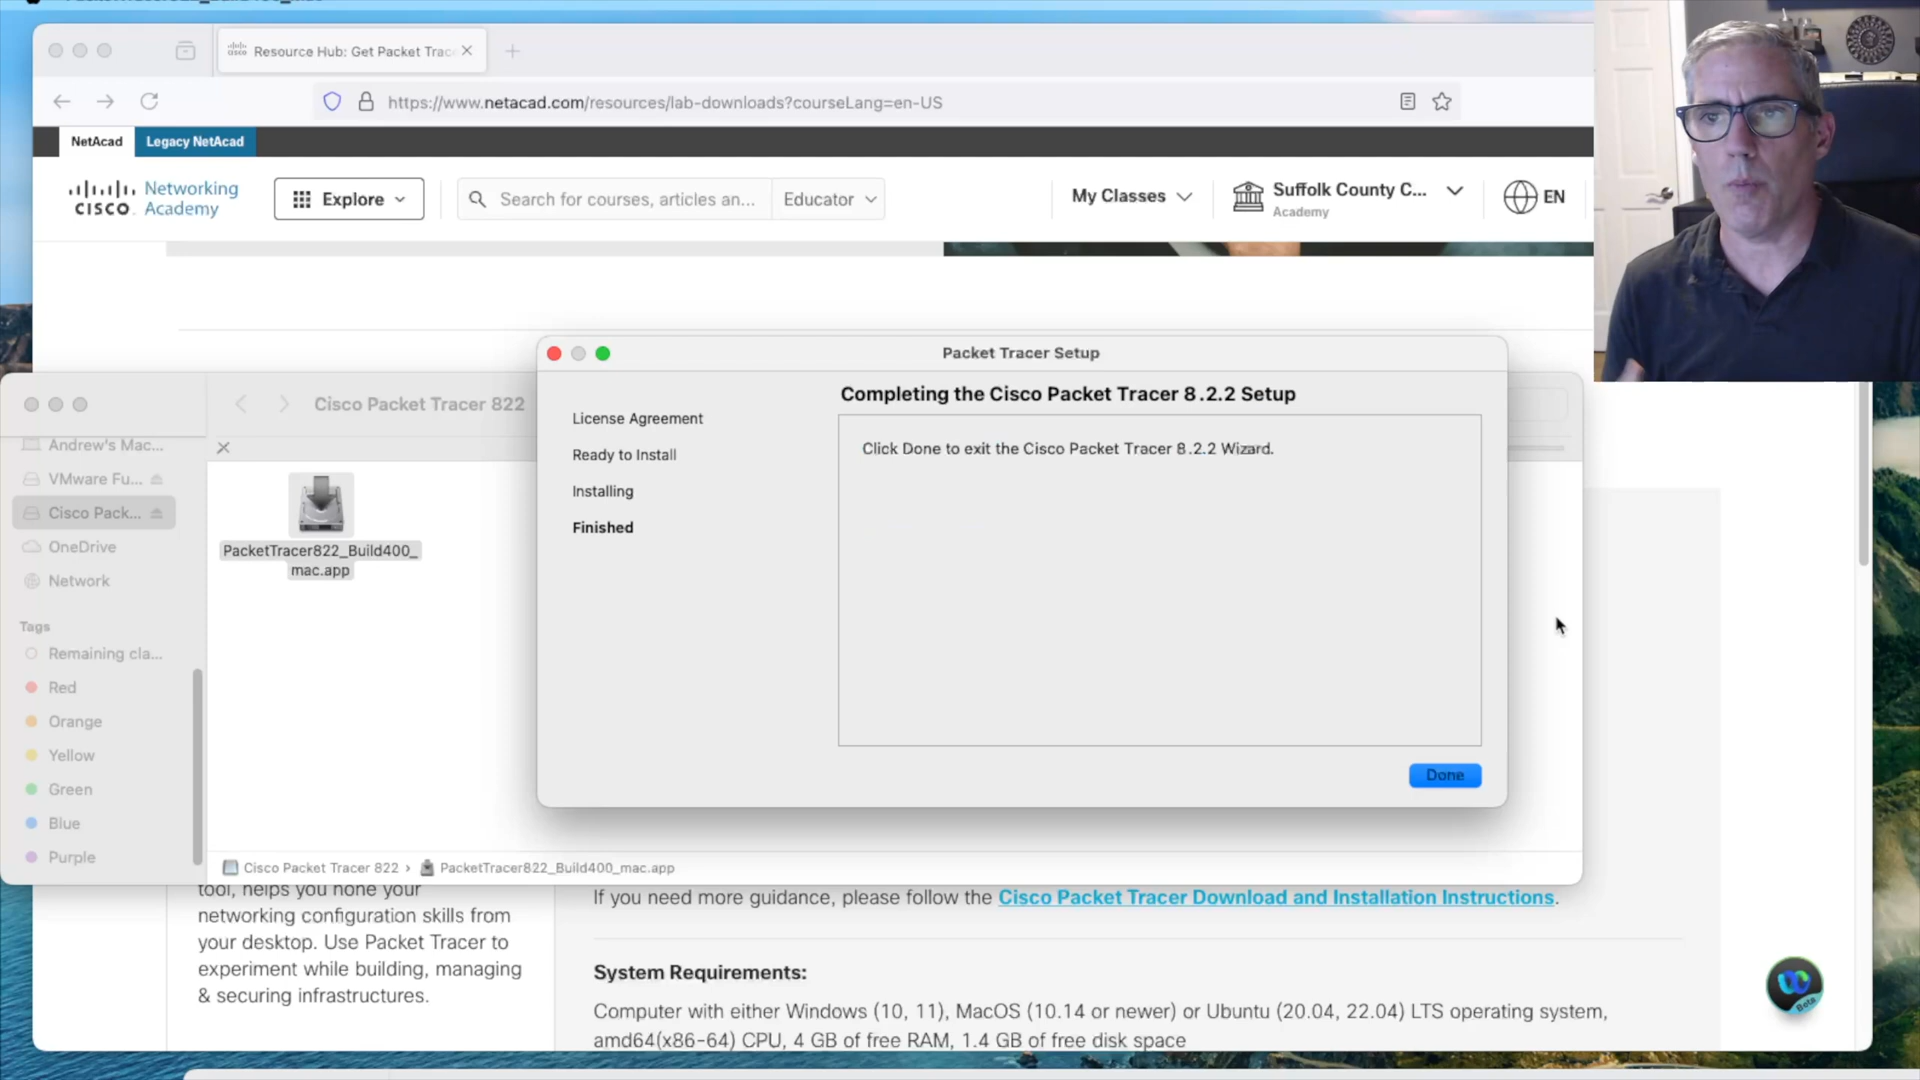 Resource Hub: Get Packet Trac
https://www.netacad.com/resources/lab-downloads?courseLang=en-US
NetAcad
Legacy NetAcad
CISCO
Networking
Academy
Explore
Search for courses, articles an...
Educator
My Classes
Suffolk County C...
Academy
EN
Packet Tracer Setup
Completing the Cisco Packet Tracer 8.2.2 Setup
License Agreement
Ready to Install
Installing
Finished
Click Done to exit the Cisco Packet Tracer 8.2.2 Wizard.
Done
Cisco Packet Tracer 822
Andrew's Mac...
VMware Fu...
Cisco Pack...
OneDrive
Network
Tags
Remaining cla...
Red
Orange
Yellow
Green
Blue
Purple
PacketTracer822_Build400_
mac.app
Cisco Packet Tracer 822 › PacketTracer822_Build400_mac.app
tool, helps you hone your
networking configuration skills from
your desktop. Use Packet Tracer to
experiment while building, managing
& securing infrastructures.
If you need more guidance, please follow the Cisco Packet Tracer Download and Installation Instructions.
System Requirements:
Computer with either Windows (10, 11), MacOS (10.14 or newer) or Ubuntu (20.04, 22.04) LTS operating system,
amd64(x86-64) CPU, 4 GB of free RAM, 1.4 GB of free disk space
Beta